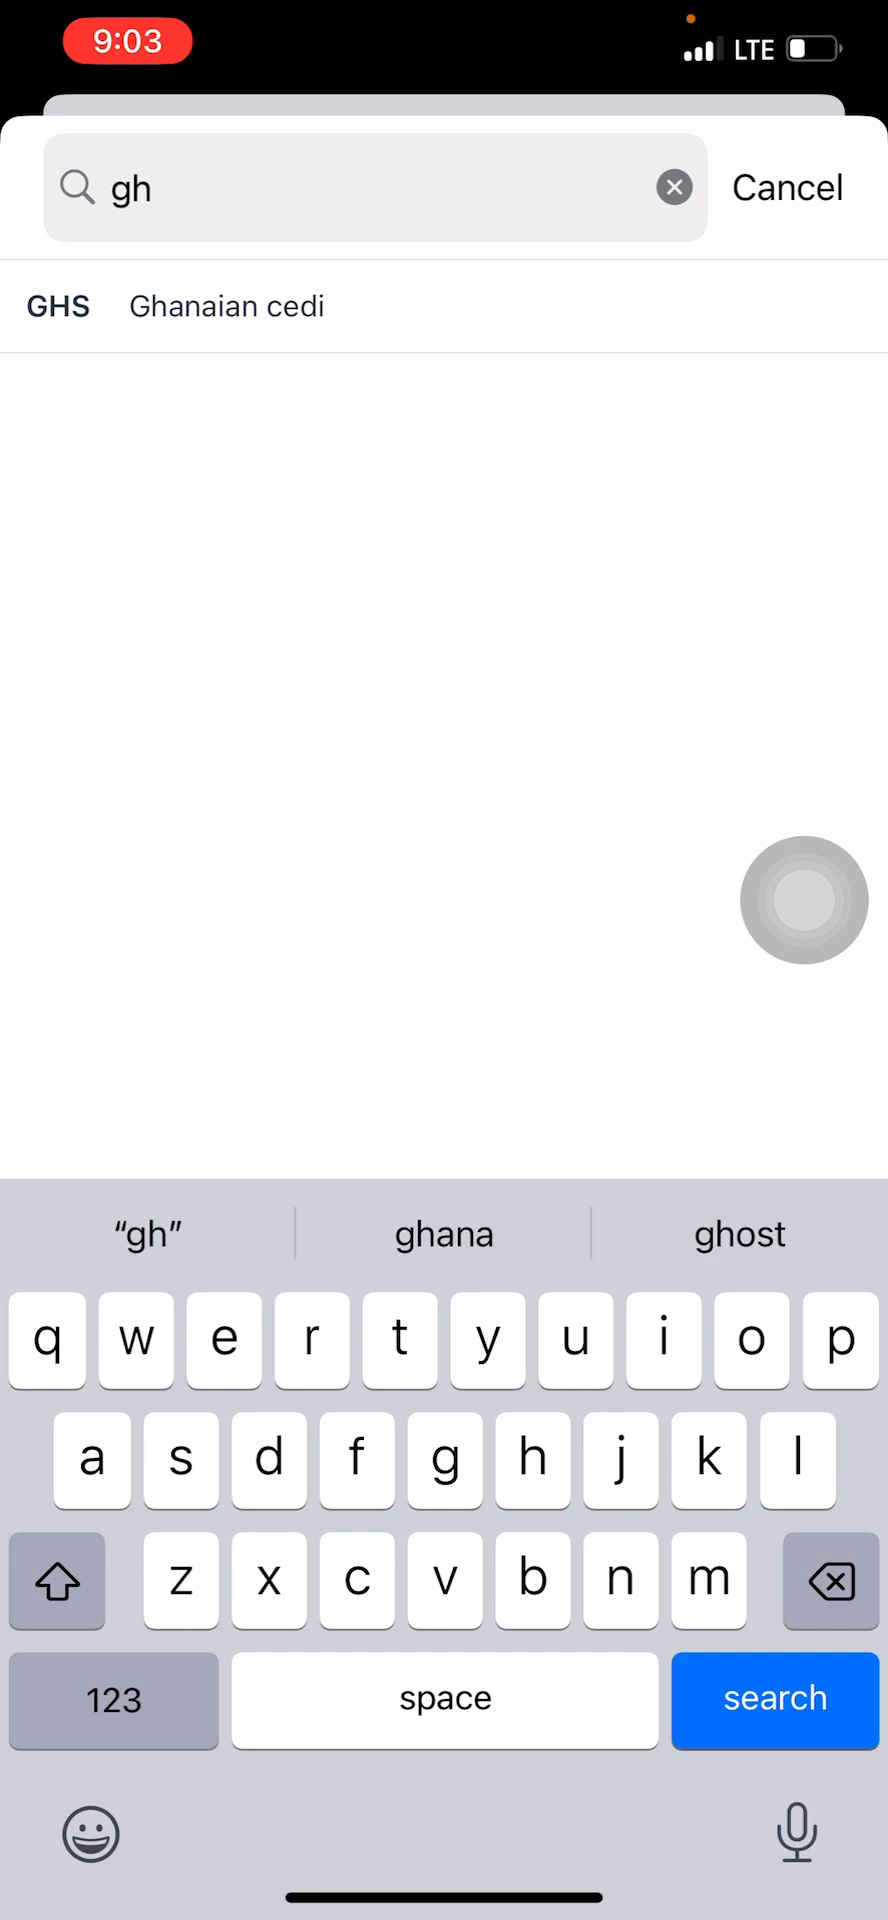 9:03 LTE
gh Cancel
GHS Ghanaian cedi
“gh” ghana ghost
q w e r t y u i o p
a s d f g h j k l
z x c v b n m
123 space search